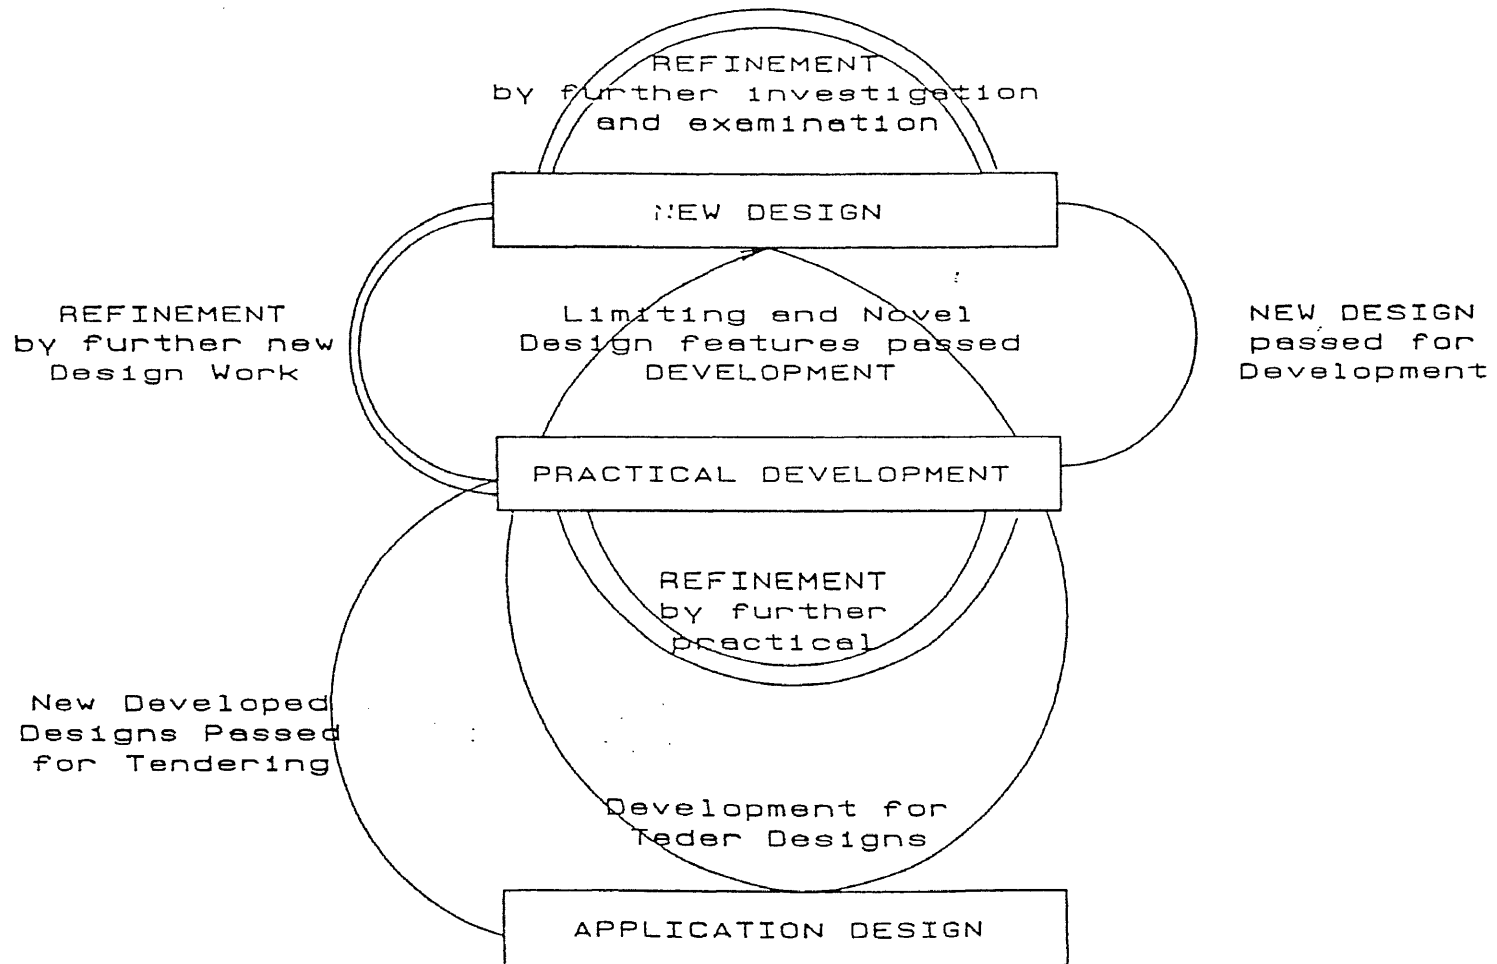 REFINEMENT
by further investigation
and examination
NEW DESIGN
REFINEMENT
by further new
Design Work
Limiting and Novel
Design features passed
DEVELOPMENT
NEW DESIGN
passed for
Development
PRACTICAL DEVELOPMENT
REFINEMENT
by further
practical
New Developed
Designs Passed
for Tendering
Development for
Teder Designs
APPLICATION DESIGN